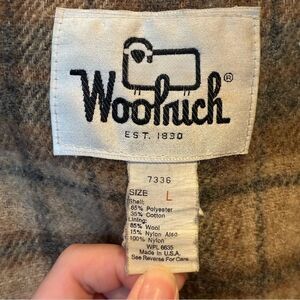 Woolrich®
EST. 1830
7336
SIZE L
Shell:
65% Polyester
35% Cotton
Lining:
85% Wool
15% Nylon Also
100% Nylon
WPL 6635
Made in U.S.A.
See Reverse For Care